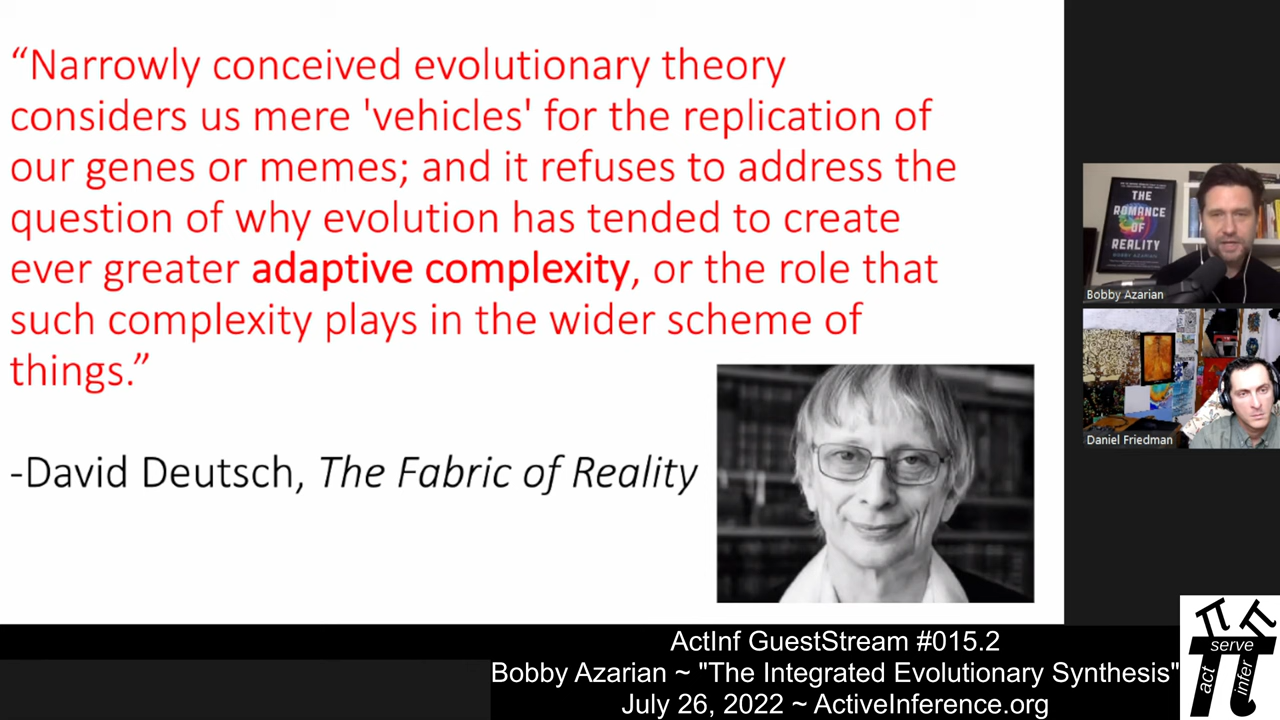 “Narrowly conceived evolutionary theory
considers us mere 'vehicles' for the replication of
our genes or memes; and it refuses to address the
question of why evolution has tended to create
ever greater adaptive complexity, or the role that
such complexity plays in the wider scheme of
things.”
-David Deutsch, The Fabric of Reality
THE
ROMANCE
OF
REALITY
BOBBY AZARIAN
Bobby Azarian
Daniel Friedman
ActInf GuestStream #015.2
Bobby Azarian ~ "The Integrated Evolutionary Synthesis"
July 26, 2022 ~ ActiveInference.org
π π
serve
π
act
infer